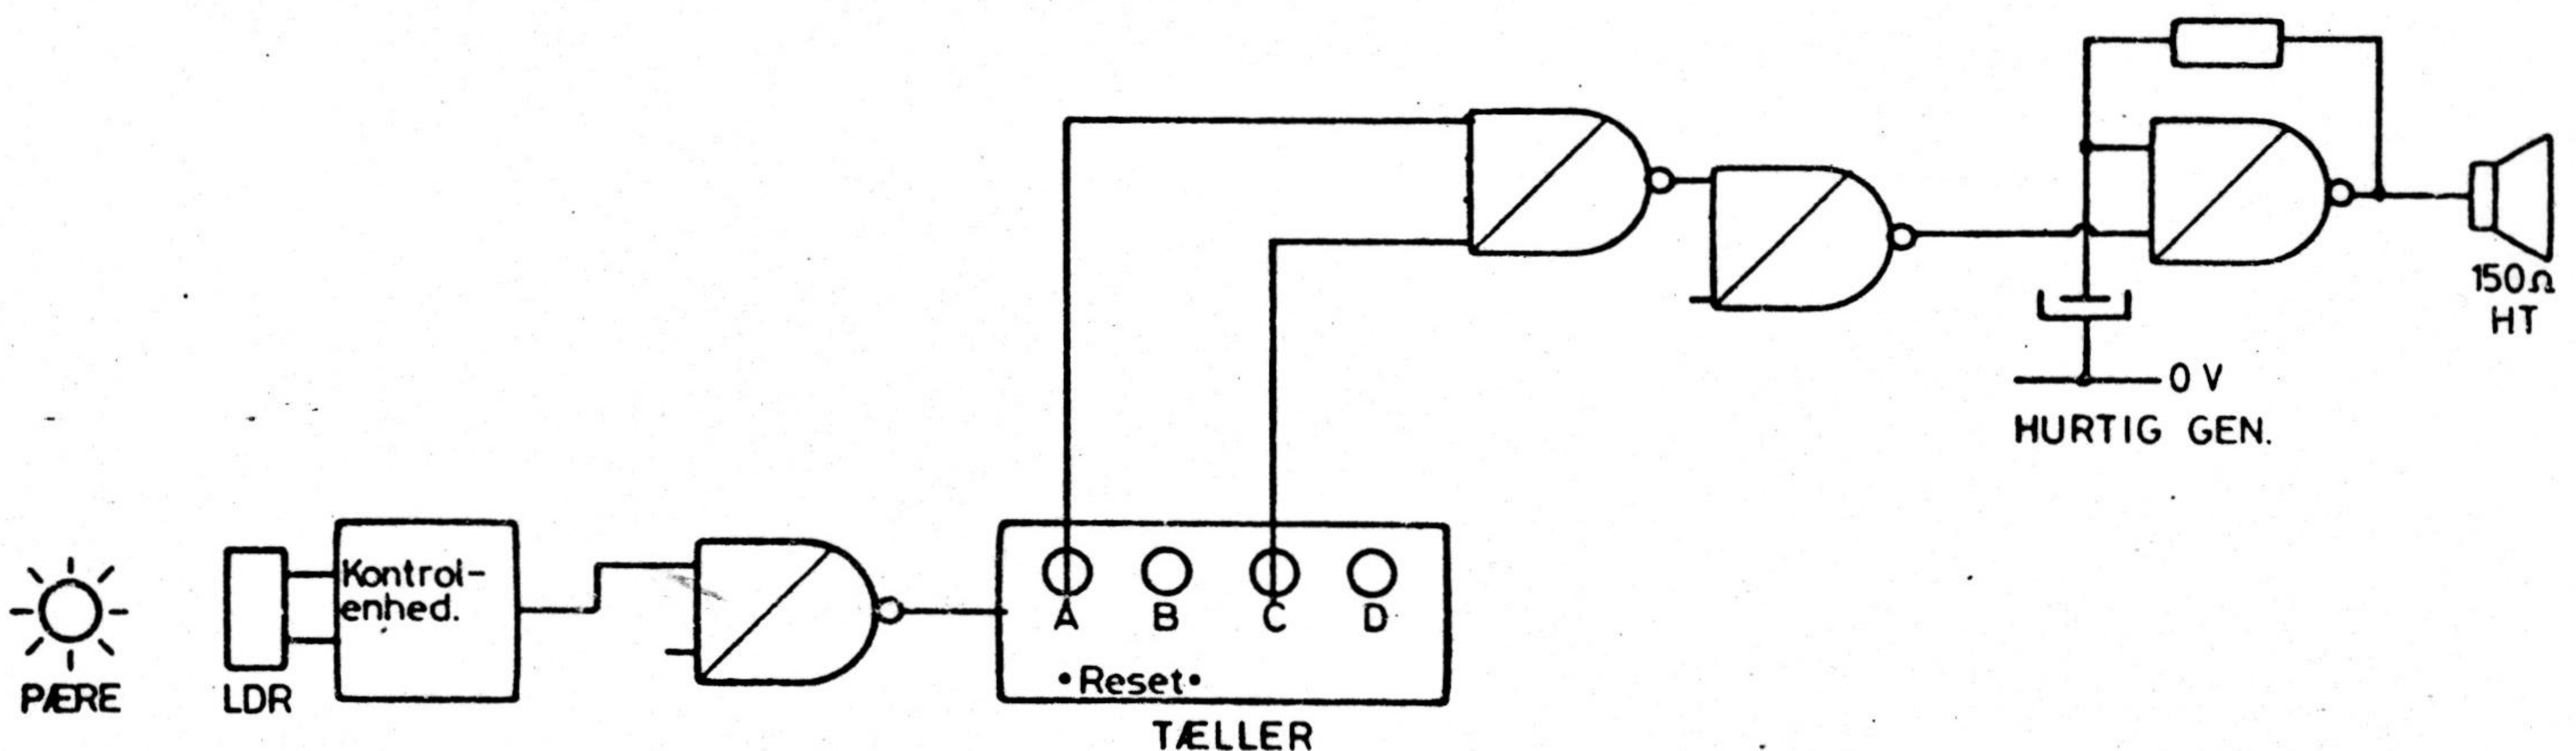 150Ω
HT
0 V
HURTIG GEN.
Kontrol-
enhed.
A B C D
•Reset•
PÆRE
LDR
TÆLLER